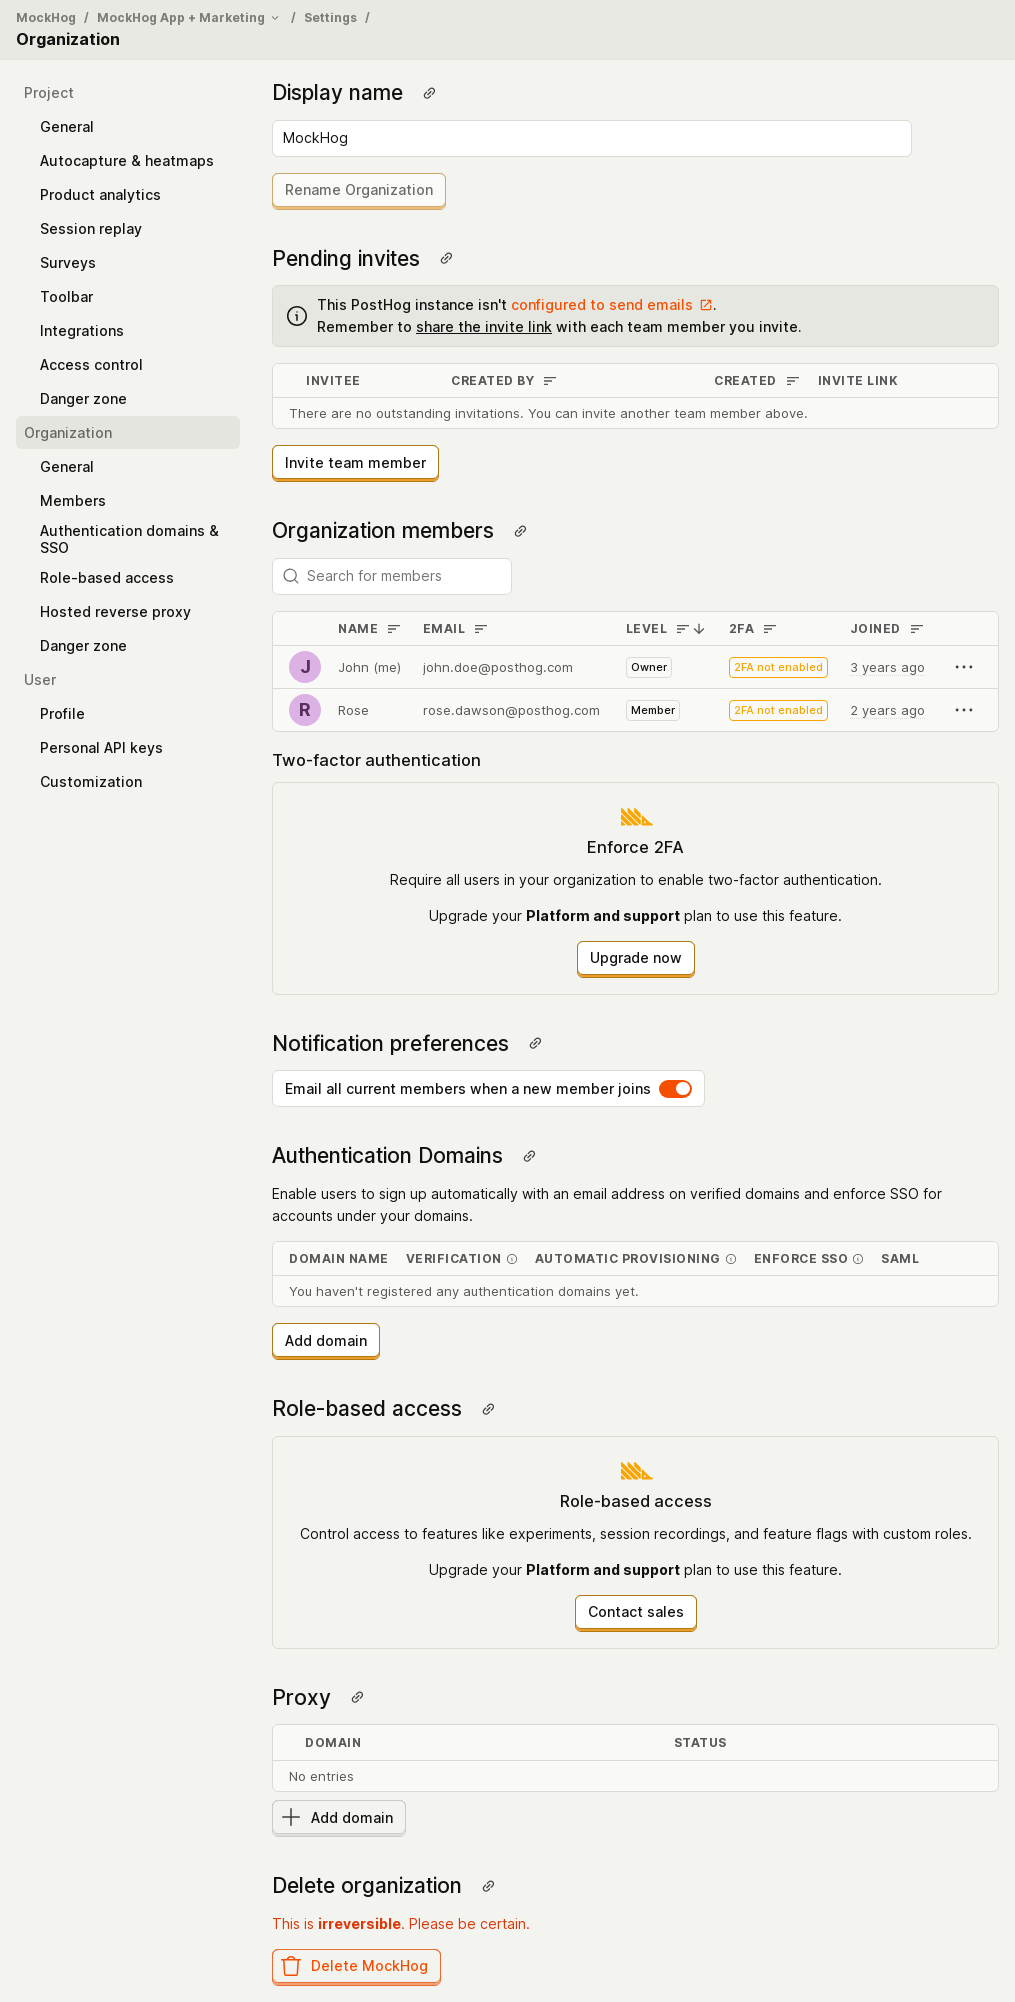 MockHog / MockHog App + Marketing / Settings /
Organization
Project
General
Autocapture & heatmaps
Product analytics
Session replay
Surveys
Toolbar
Integrations
Access control
Danger zone
Organization
General
Members
Authentication domains &
SSO
Role-based access
Hosted reverse proxy
Danger zone
User
Profile
Personal API keys
Customization
Display name
MockHog
Rename Organization
Pending invites
This PostHog instance isn't configured to send emails.
Remember to share the invite link with each team member you invite.
INVITEE CREATED BY CREATED INVITE LINK
There are no outstanding invitations. You can invite another team member above.
Invite team member
Organization members
Search for members
NAME EMAIL LEVEL 2FA JOINED
J John (me) john.doe@posthog.com Owner 2FA not enabled 3 years ago
R Rose rose.dawson@posthog.com Member 2FA not enabled 2 years ago
Two-factor authentication
Enforce 2FA
Require all users in your organization to enable two-factor authentication.
Upgrade your Platform and support plan to use this feature.
Upgrade now
Notification preferences
Email all current members when a new member joins
Authentication Domains
Enable users to sign up automatically with an email address on verified domains and enforce SSO for
accounts under your domains.
DOMAIN NAME VERIFICATION AUTOMATIC PROVISIONING ENFORCE SSO SAML
You haven't registered any authentication domains yet.
Add domain
Role-based access
Role-based access
Control access to features like experiments, session recordings, and feature flags with custom roles.
Upgrade your Platform and support plan to use this feature.
Contact sales
Proxy
DOMAIN STATUS
No entries
Add domain
Delete organization
This is irreversible. Please be certain.
Delete MockHog